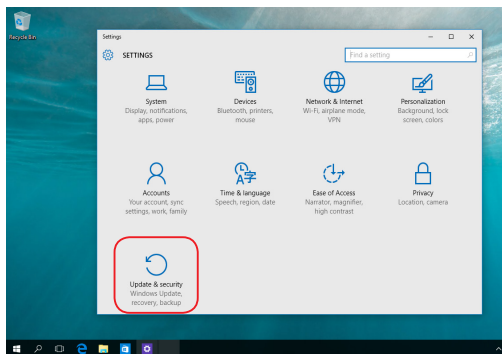 Recycle Bin
Settings
SETTINGS
Find a setting
System
Display, notifications,
apps, power
Devices
Bluetooth, printers,
mouse
Network & Internet
Wi-Fi, airplane mode,
VPN
Personalization
Background, lock
screen, colors
Accounts
Your account, sync
settings, work, family
Time & language
Speech, region, date
Ease of Access
Narrator, magnifier,
high contrast
Privacy
Location, camera
Update & security
Windows Update,
recovery, backup